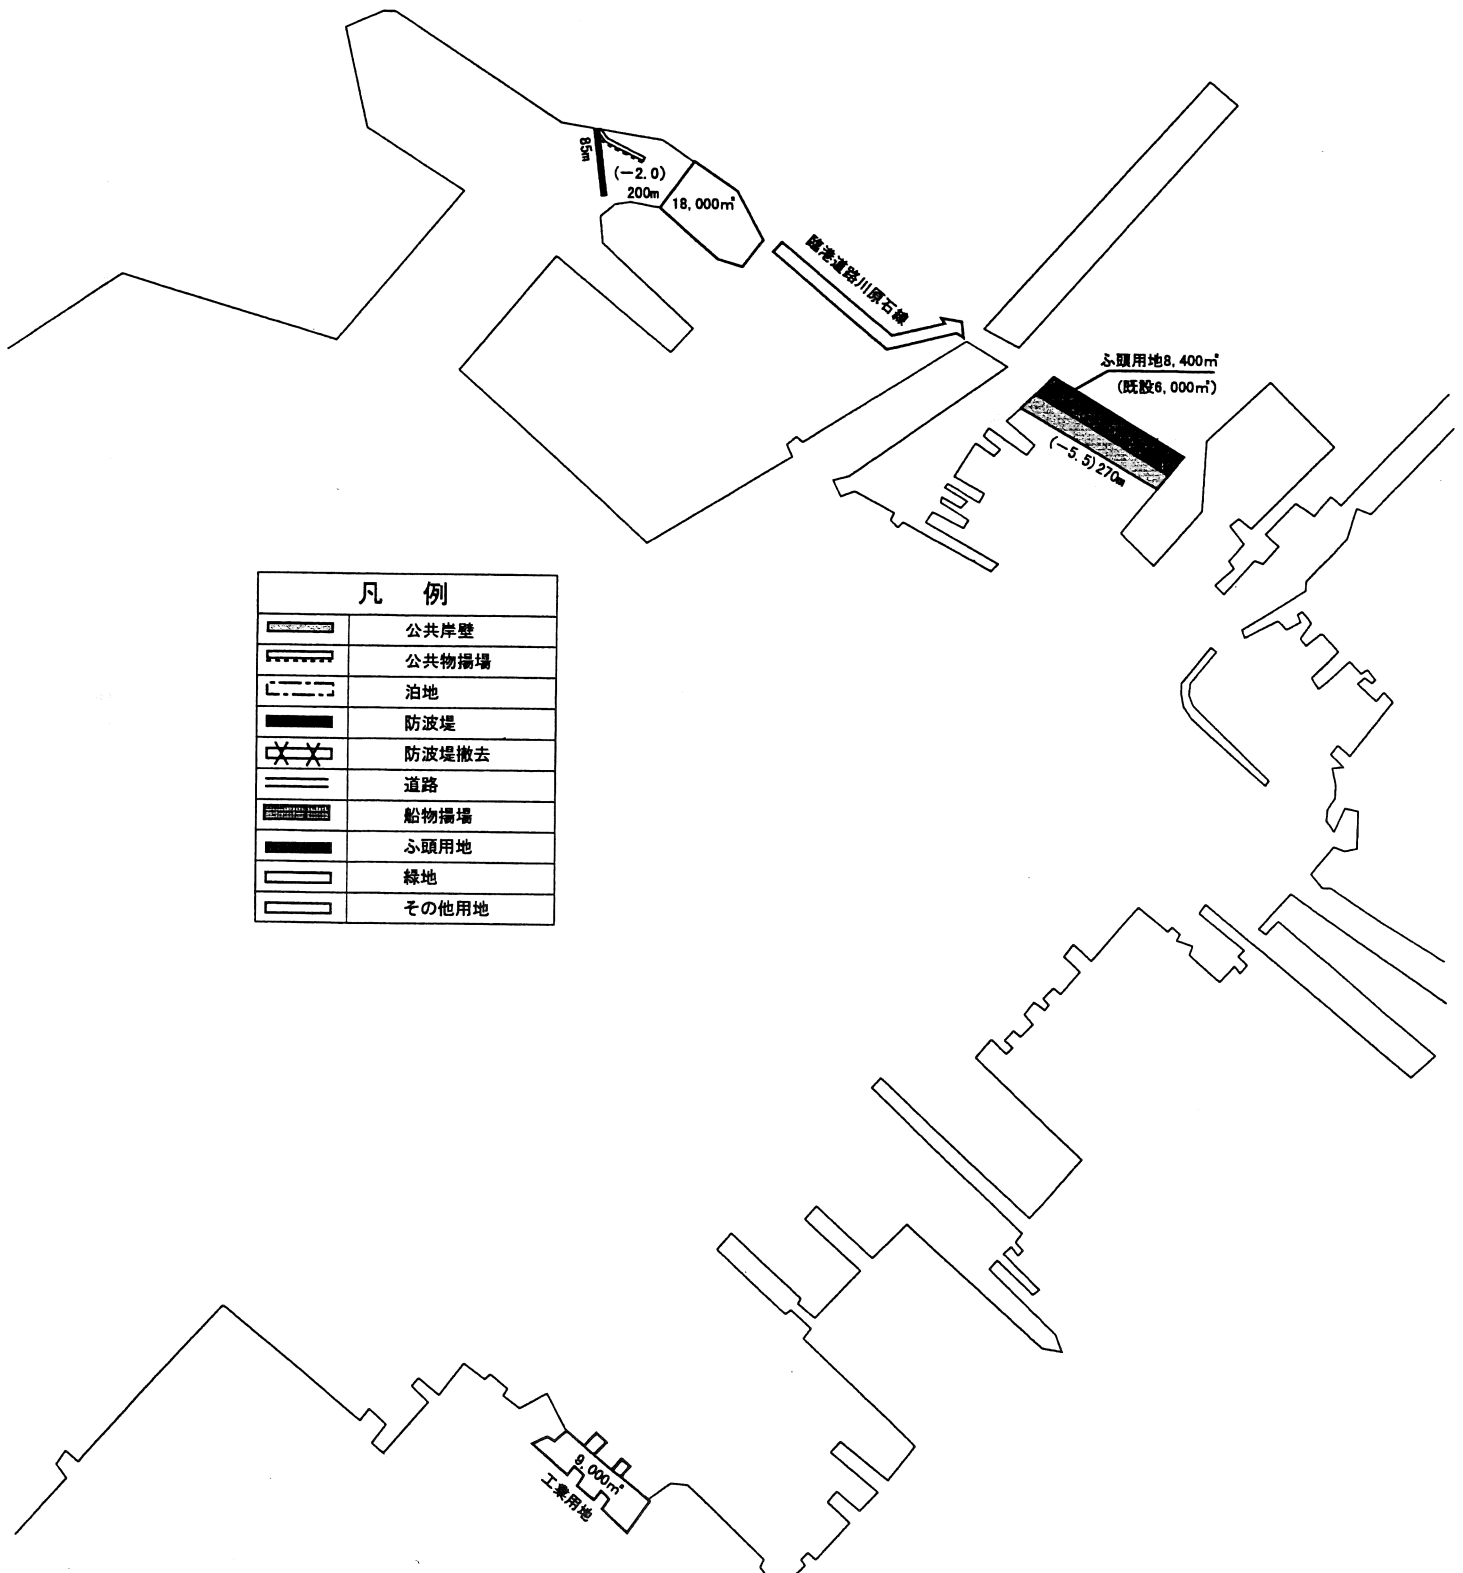 85m
(-2.0)
200m
18,000㎡
臨港道路川原石線
ふ頭用地8,400㎡
(既設6,000㎡)
(-5.5)270m
凡 例
公共岸壁
公共物揚場
泊地
防波堤
防波堤撤去
道路
船物揚場
ふ頭用地
緑地
その他用地
9,000㎡
工業用地